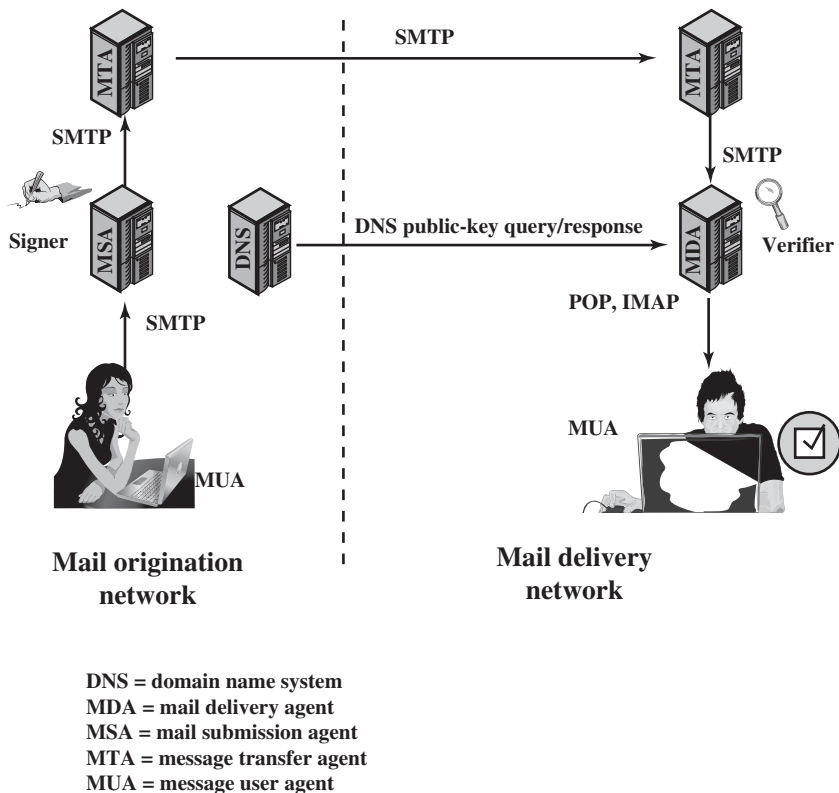 SMTP
MTA
MTA
SMTP
SMTP
Signer
MSA
DNS
DNS public-key query/response
MDA
Verifier
SMTP
POP, IMAP
MUA
MUA
Mail origination
network
Mail delivery
network
DNS = domain name system
MDA = mail delivery agent
MSA = mail submission agent
MTA = message transfer agent
MUA = message user agent